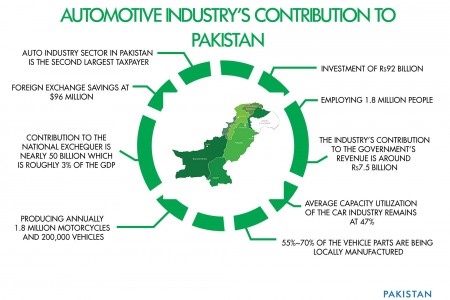 AUTOMOTIVE INDUSTRY'S CONTRIBUTION TO
PAKISTAN
AUTO INDUSTRY SECTOR IN PAKISTAN
IS THE SECOND LARGEST TAXPAYER
FOREIGN EXCHANGE SAVINGS AT
$96 MILLION
CONTRIBUTION TO THE
NATIONAL EXCHEQUER IS
NEARLY 50 BILLION WHICH
IS ROUGHLY 3% OF THE GDP
PRODUCING ANNUALLY
1.8 MILLION MOTORCYCLES
AND 200,000 VEHICLES
INVESTMENT OF Rs92 BILLION
EMPLOYING 1.8 MILLION PEOPLE
THE INDUSTRY'S CONTRIBUTION
TO THE GOVERNMENT'S
REVENUE IS AROUND
Rs7.5 BILLION
AVERAGE CAPACITY UTILIZATION
OF THE CAR INDUSTRY REMAINS
AT 47%
55%–70% OF THE VEHICLE PARTS ARE BEING
LOCALLY MANUFACTURED
PAKISTAN